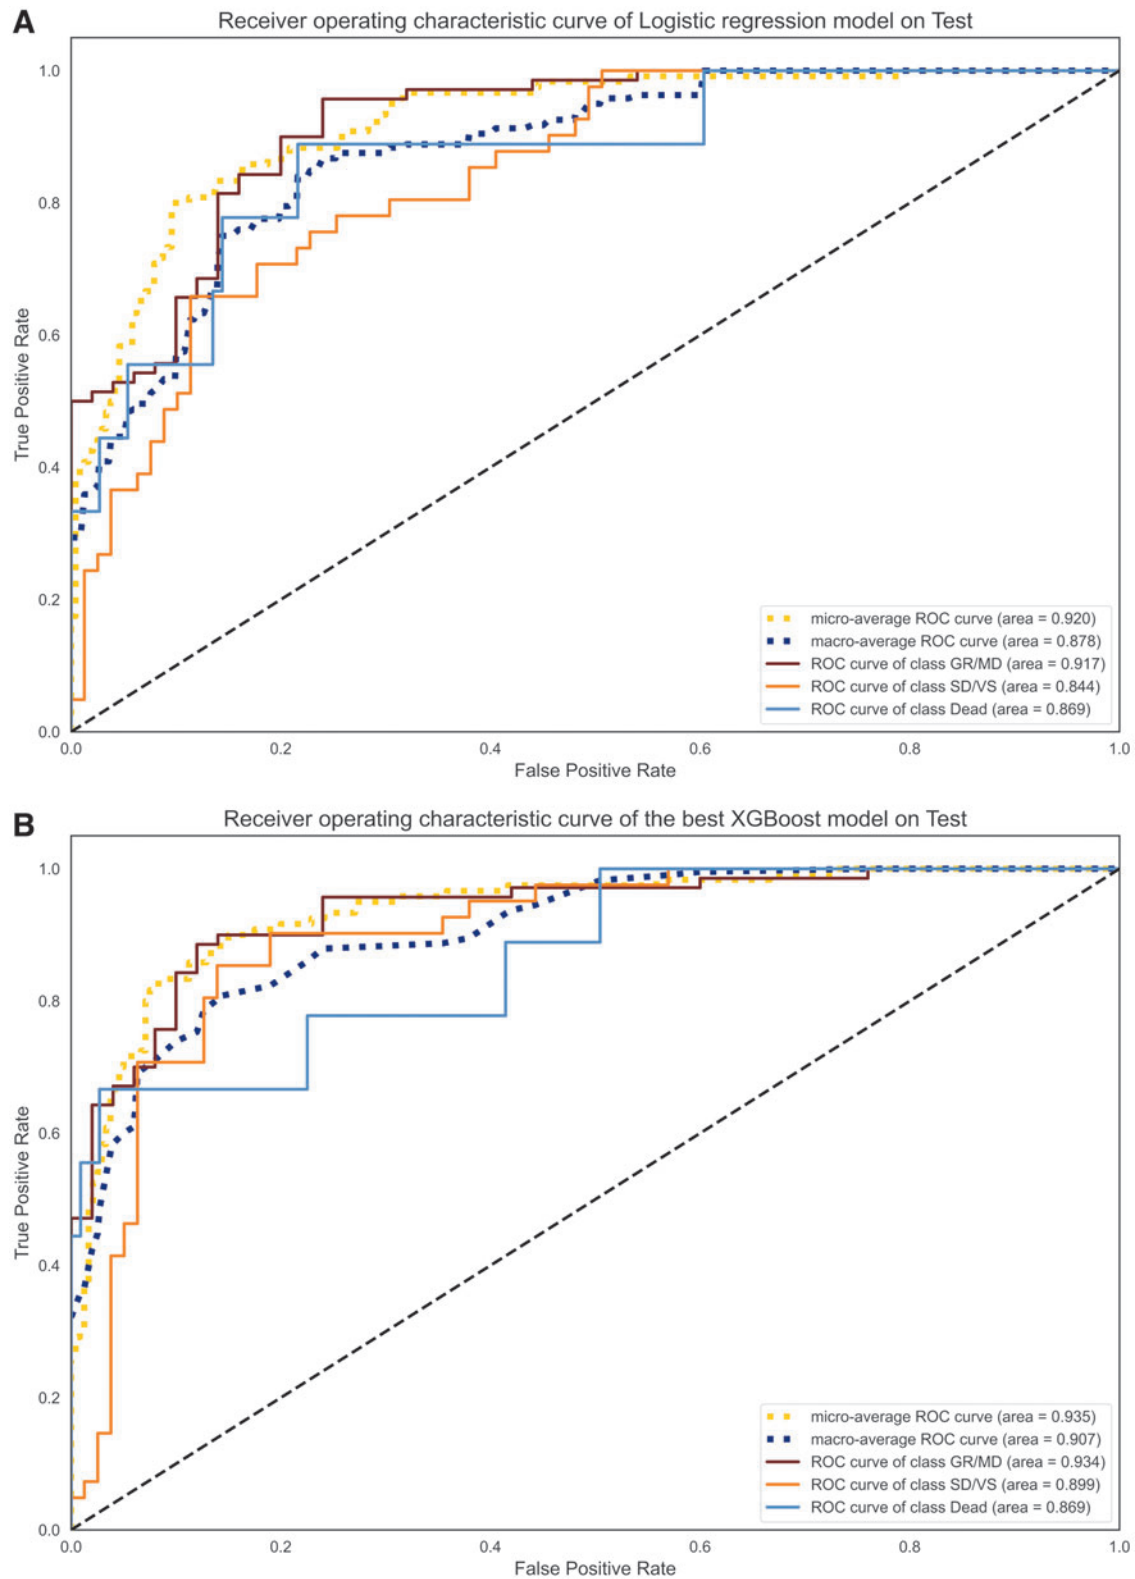 A
Receiver operating characteristic curve of Logistic regression model on Test
1.0
0.8
0.6
0.4
0.2
0.0
True Positive Rate
micro-average ROC curve (area = 0.920)
macro-average ROC curve (area = 0.878)
ROC curve of class GR/MD (area = 0.917)
ROC curve of class SD/VS (area = 0.844)
ROC curve of class Dead (area = 0.869)
0.0 0.2 0.4 0.6 0.8 1.0
False Positive Rate
B
Receiver operating characteristic curve of the best XGBoost model on Test
1.0
0.8
0.6
0.4
0.2
0.0
True Positive Rate
micro-average ROC curve (area = 0.935)
macro-average ROC curve (area = 0.907)
ROC curve of class GR/MD (area = 0.934)
ROC curve of class SD/VS (area = 0.899)
ROC curve of class Dead (area = 0.869)
0.0 0.2 0.4 0.6 0.8 1.0
False Positive Rate